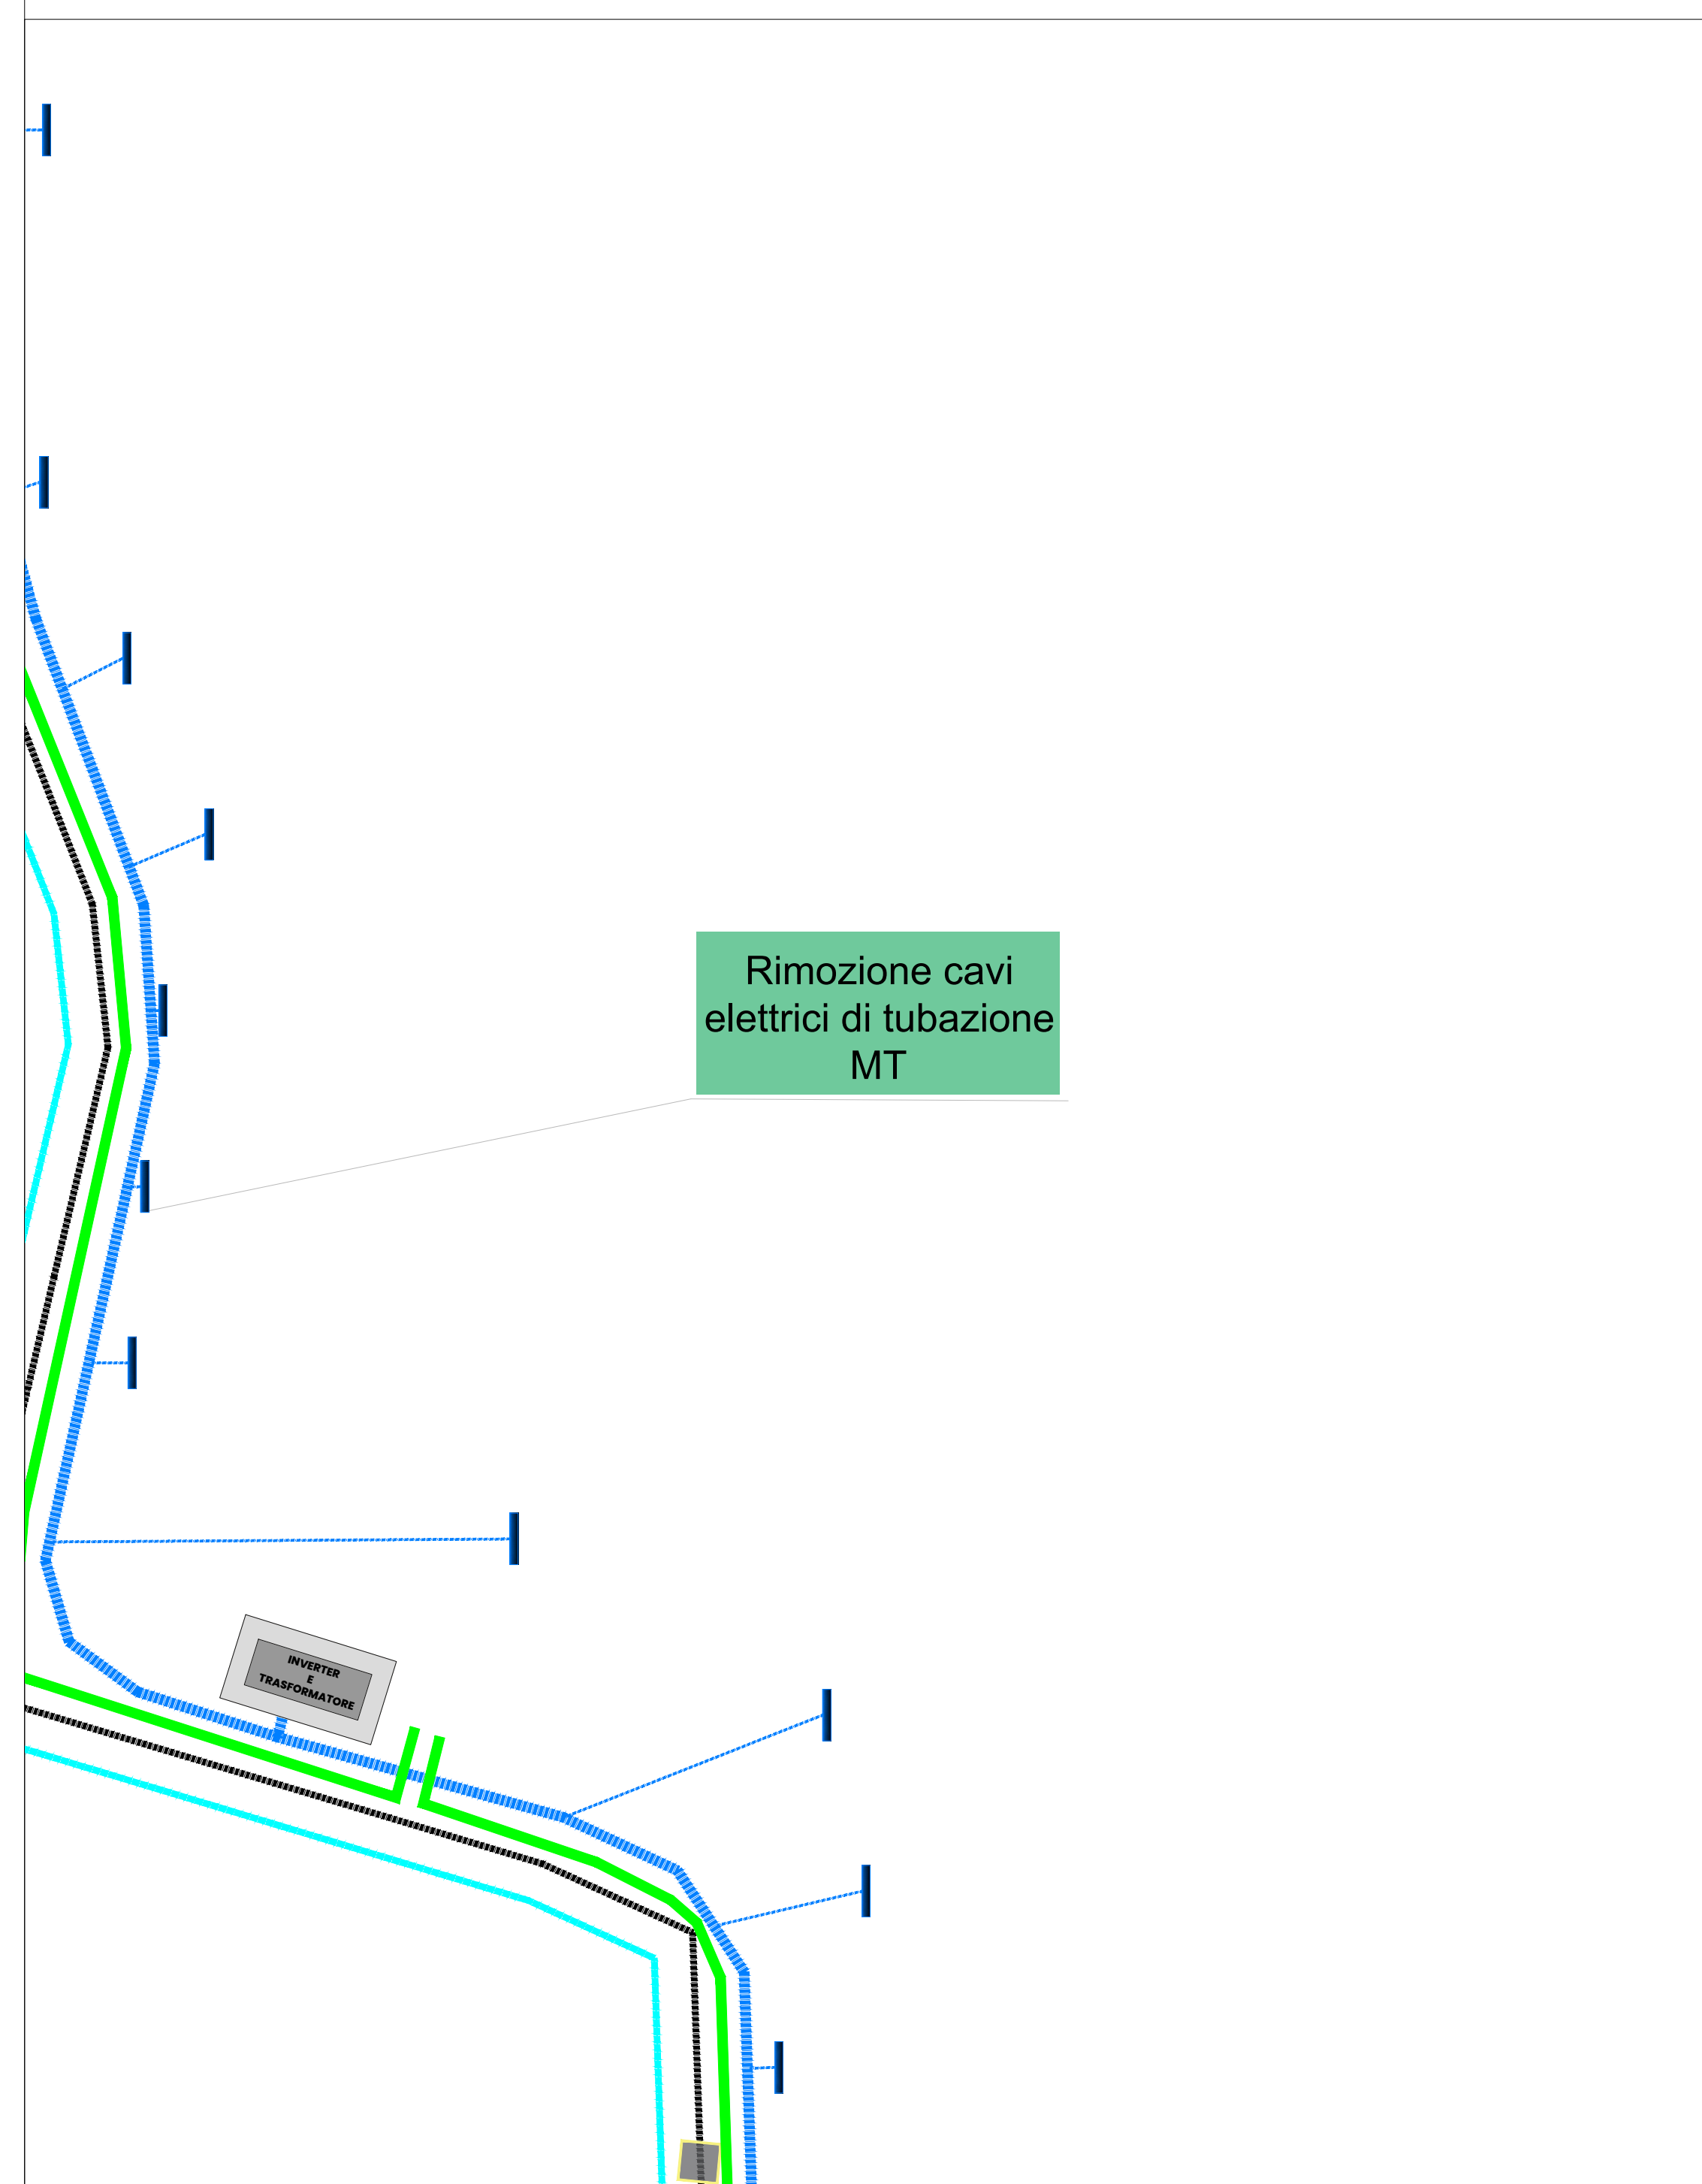 Rimozione cavi
elettrici di tubazione
MT
INVERTER
E
TRASFORMATORE